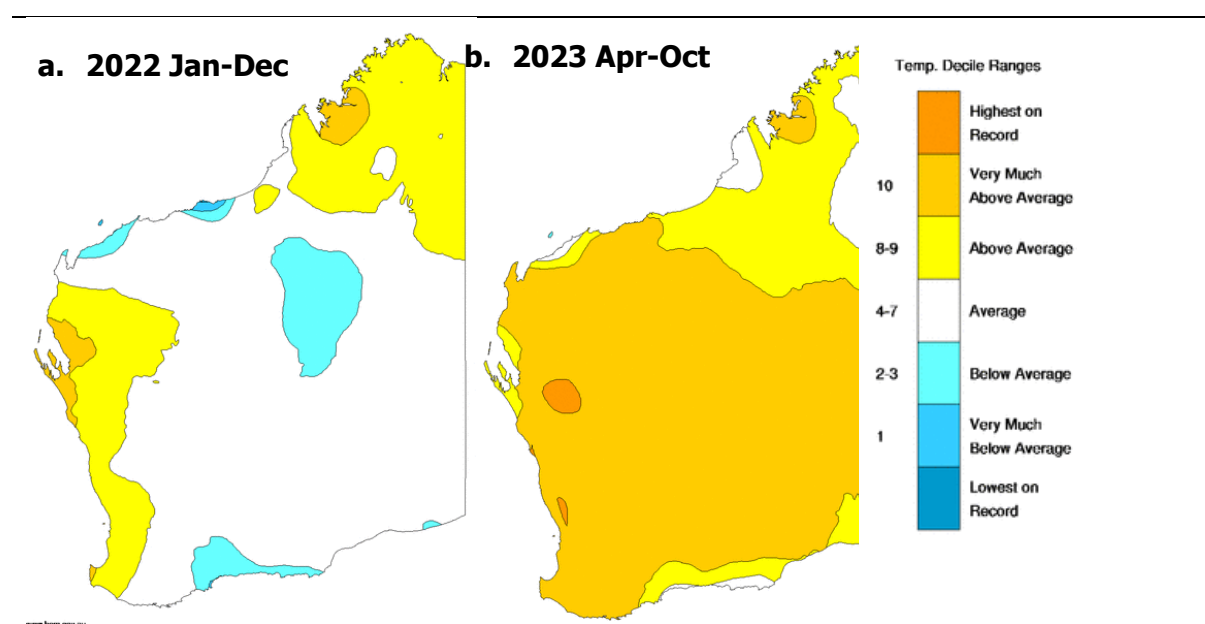 a. 2022 Jan-Dec
b. 2023 Apr-Oct
Temp. Decile Ranges
Highest on
Record
10
Very Much
Above Average
8-9
Above Average
4-7
Average
2-3
Below Average
1
Very Much
Below Average
Lowest on
Record